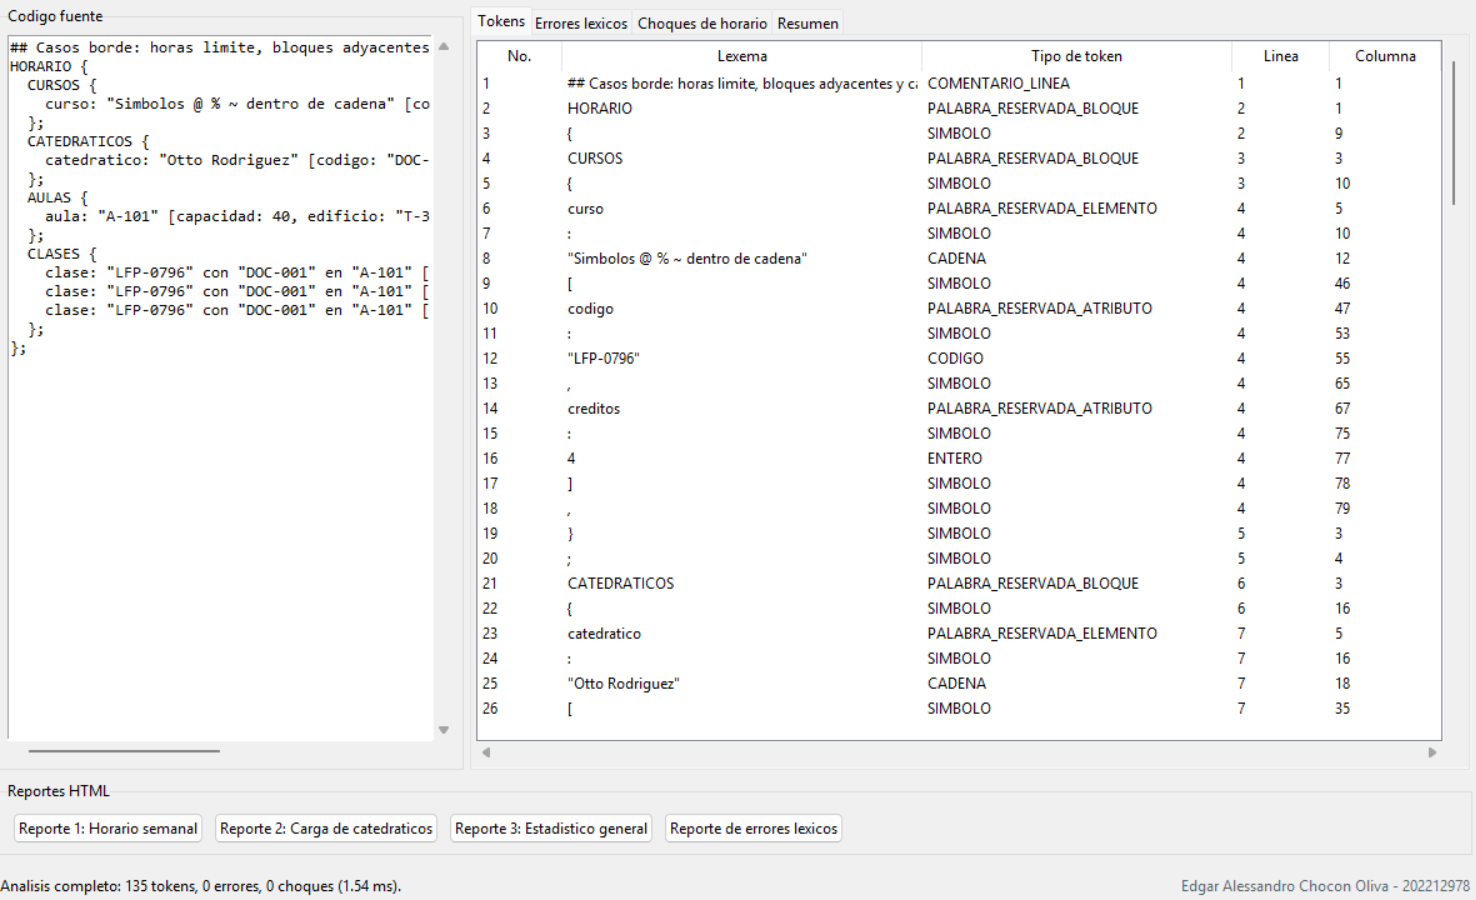 Codigo fuente
## Casos borde: horas limite, bloques adyacentes
HORARIO {
CURSOS {
curso: "Simbolos @ % ~ dentro de cadena" [co
};
CATEDRATICOS {
catedratico: "Otto Rodriguez" [codigo: "DOC-
};
AULAS {
aula: "A-101" [capacidad: 40, edificio: "T-3
};
CLASES {
clase: "LFP-0796" con "DOC-001" en "A-101" [
clase: "LFP-0796" con "DOC-001" en "A-101" [
clase: "LFP-0796" con "DOC-001" en "A-101" [
};
};
Tokens Errores lexicos Choques de horario Resumen
No. Lexema Tipo de token Linea Columna
1 ## Casos borde: horas limite, bloques adyacentes y ca COMENTARIO_LINEA 1 1
2 HORARIO PALABRA_RESERVADA_BLOQUE 2 1
3 { SIMBOLO 2 9
4 CURSOS PALABRA_RESERVADA_BLOQUE 3 3
5 { SIMBOLO 3 10
6 curso PALABRA_RESERVADA_ELEMENTO 4 5
7 : SIMBOLO 4 10
8 "Simbolos @ % ~ dentro de cadena" CADENA 4 12
9 [ SIMBOLO 4 46
10 codigo PALABRA_RESERVADA_ATRIBUTO 4 47
11 : SIMBOLO 4 53
12 "LFP-0796" CODIGO 4 55
13 , SIMBOLO 4 65
14 creditos PALABRA_RESERVADA_ATRIBUTO 4 67
15 : SIMBOLO 4 75
16 4 ENTERO 4 77
17 ] SIMBOLO 4 78
18 , SIMBOLO 4 79
19 } SIMBOLO 5 3
20 ; SIMBOLO 5 4
21 CATEDRATICOS PALABRA_RESERVADA_BLOQUE 6 3
22 { SIMBOLO 6 16
23 catedratico PALABRA_RESERVADA_ELEMENTO 7 5
24 : SIMBOLO 7 16
25 "Otto Rodriguez" CADENA 7 18
26 [ SIMBOLO 7 35
Reportes HTML
Reporte 1: Horario semanal Reporte 2: Carga de catedraticos Reporte 3: Estadistico general Reporte de errores lexicos
Analisis completo: 135 tokens, 0 errores, 0 choques (1.54 ms). Edgar Alessandro Chocon Oliva - 202212978